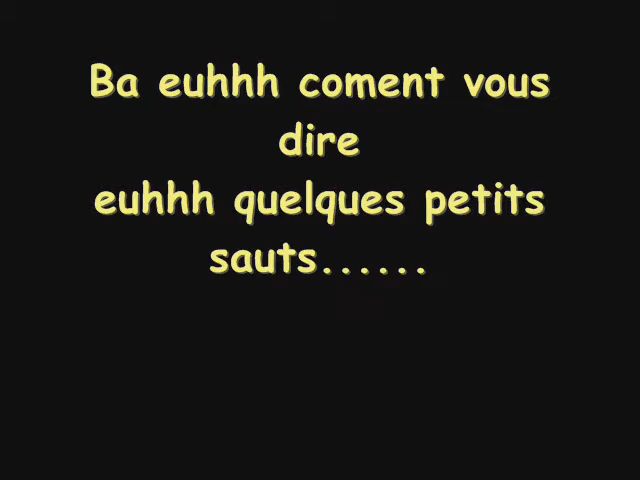 Ba euhhh coment vous
dire
euhhh quelques petits
sauts......